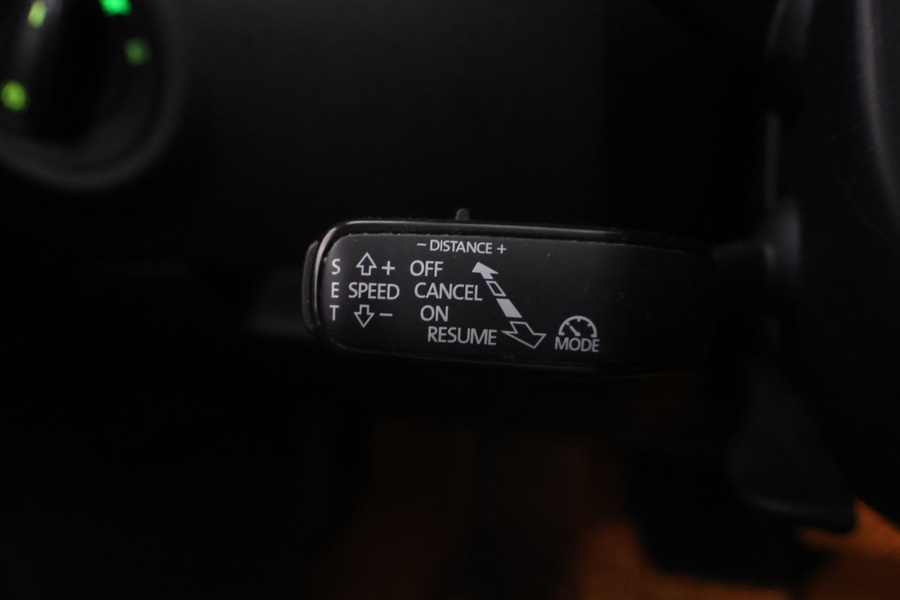 − DISTANCE +
S + OFF
E SPEED CANCEL
T − ON
RESUME
MODE